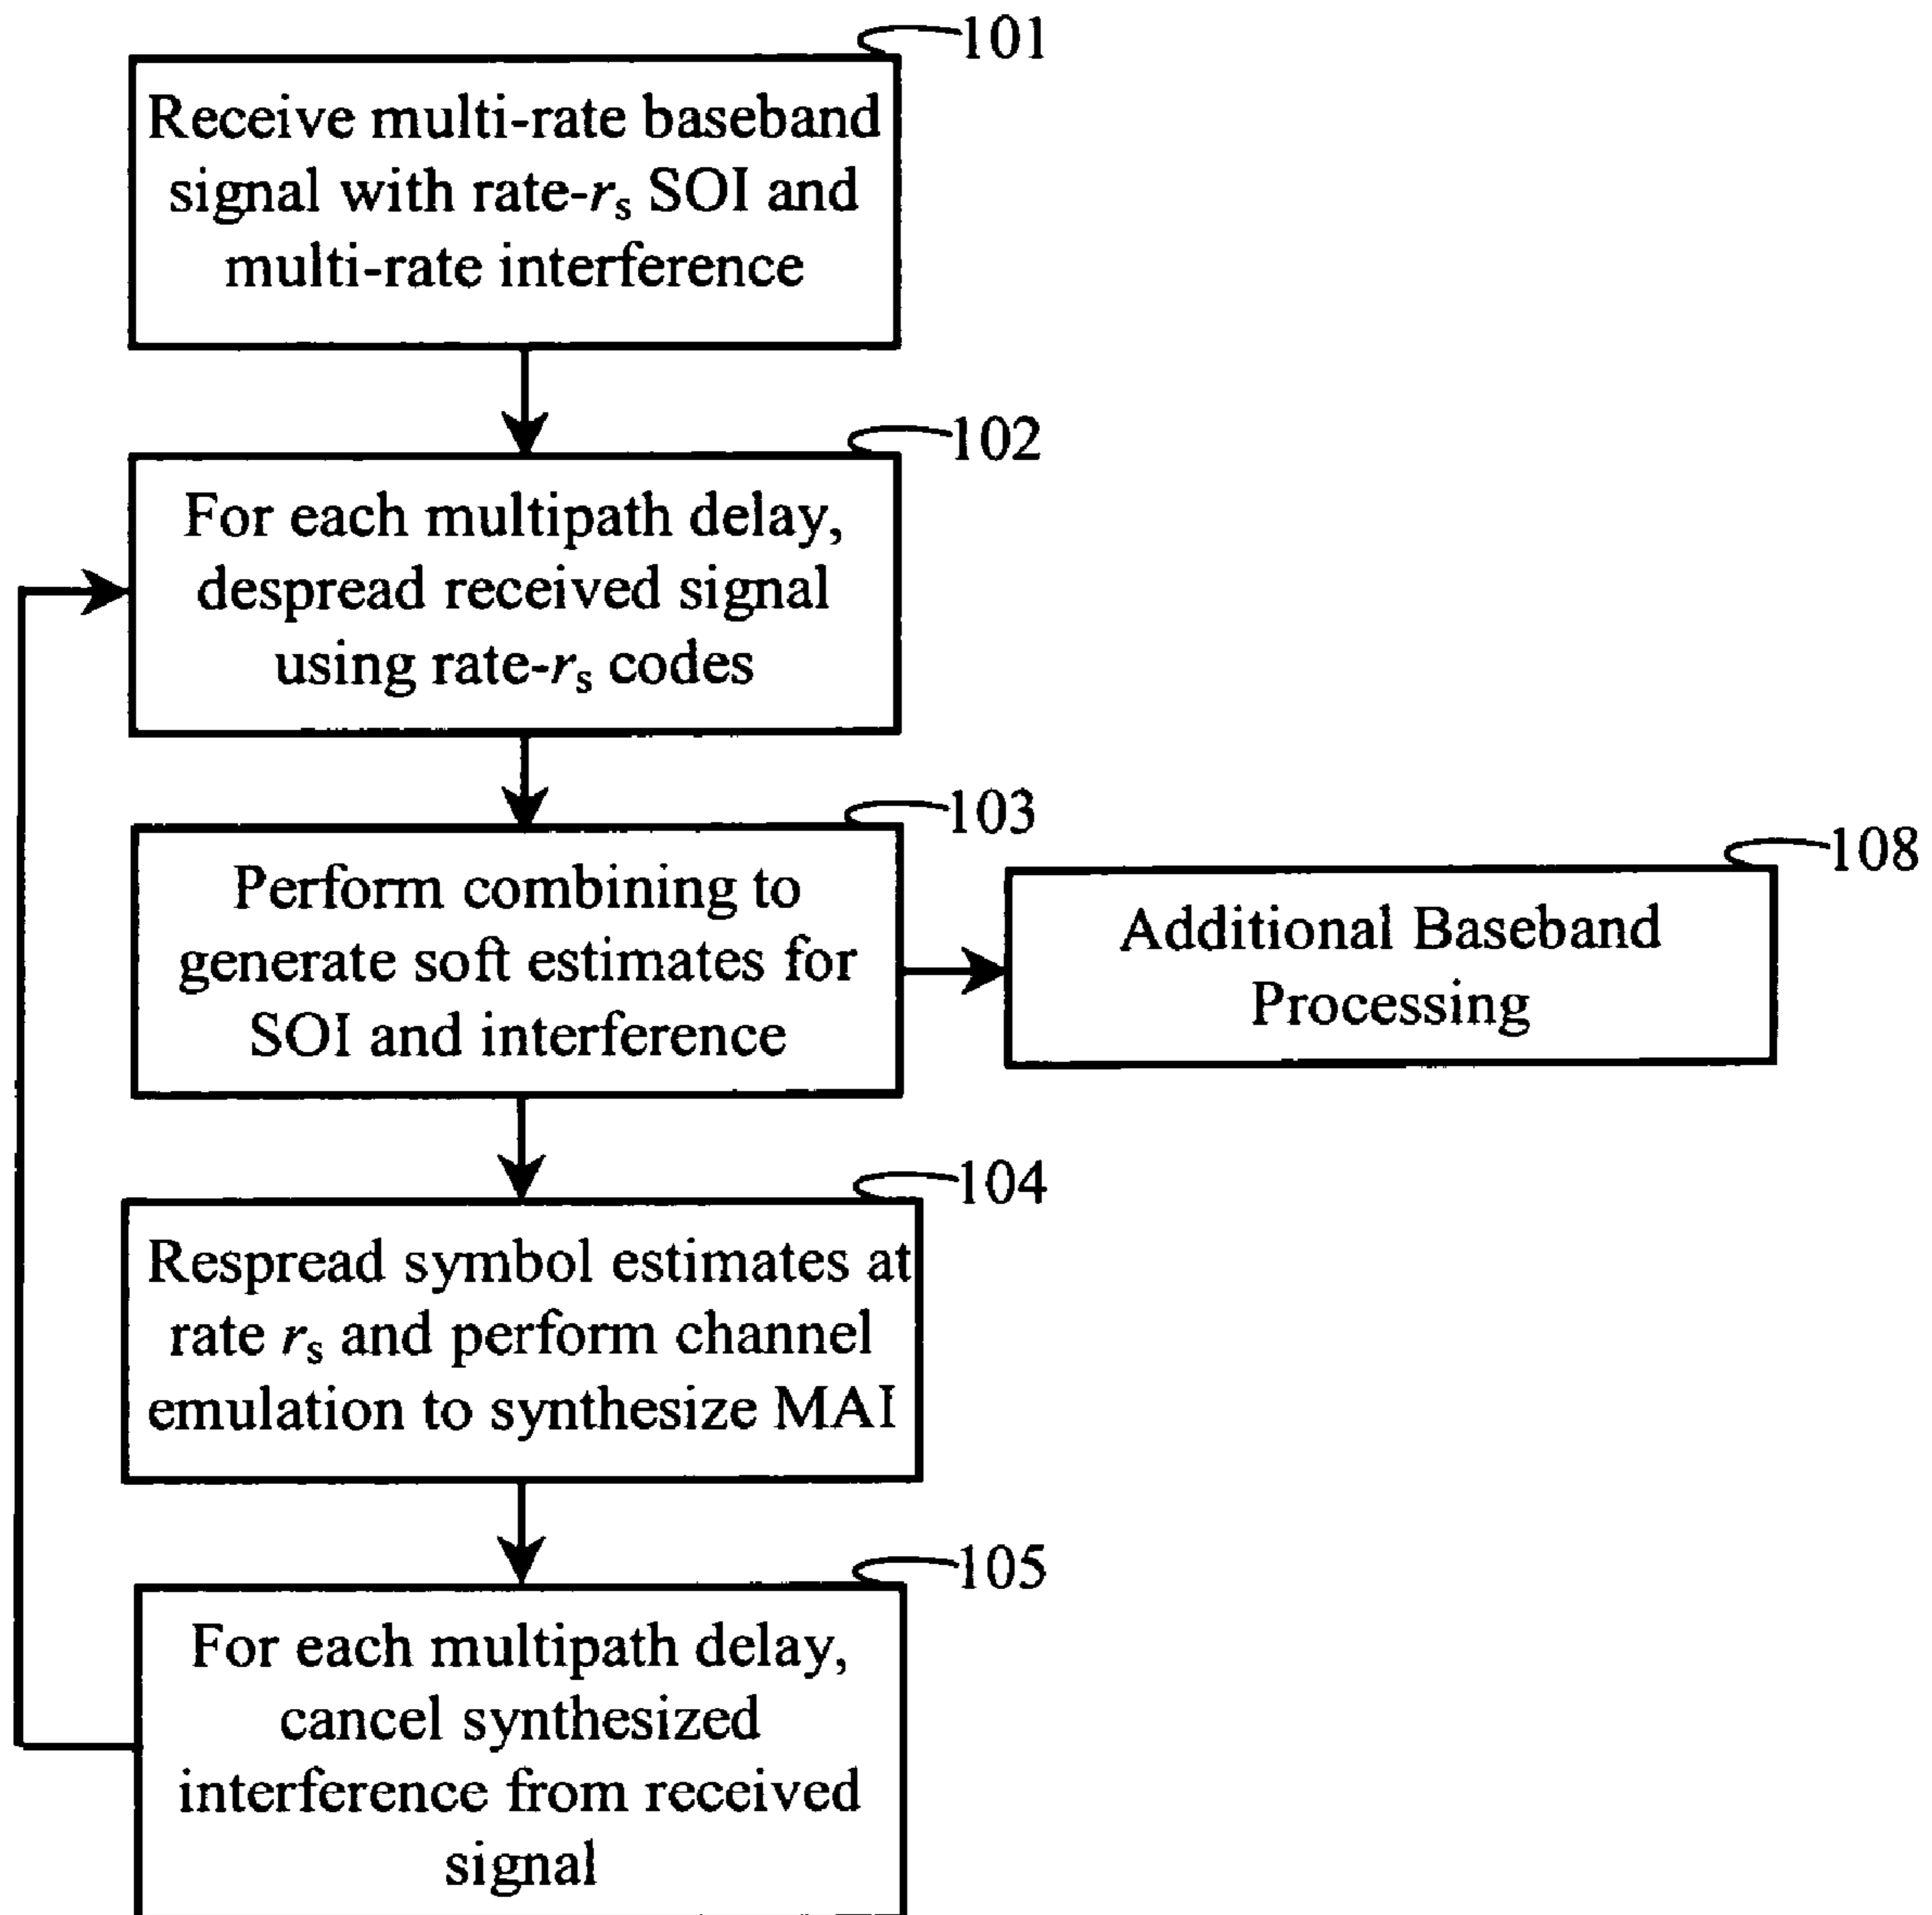 101
Receive multi-rate baseband
signal with rate-rs SOI and
multi-rate interference
102
For each multipath delay,
despread received signal
using rate-rs codes
103
Perform combining to
generate soft estimates for
SOI and interference
108
Additional Baseband
Processing
104
Respread symbol estimates at
rate rs and perform channel
emulation to synthesize MAI
105
For each multipath delay,
cancel synthesized
interference from received
signal